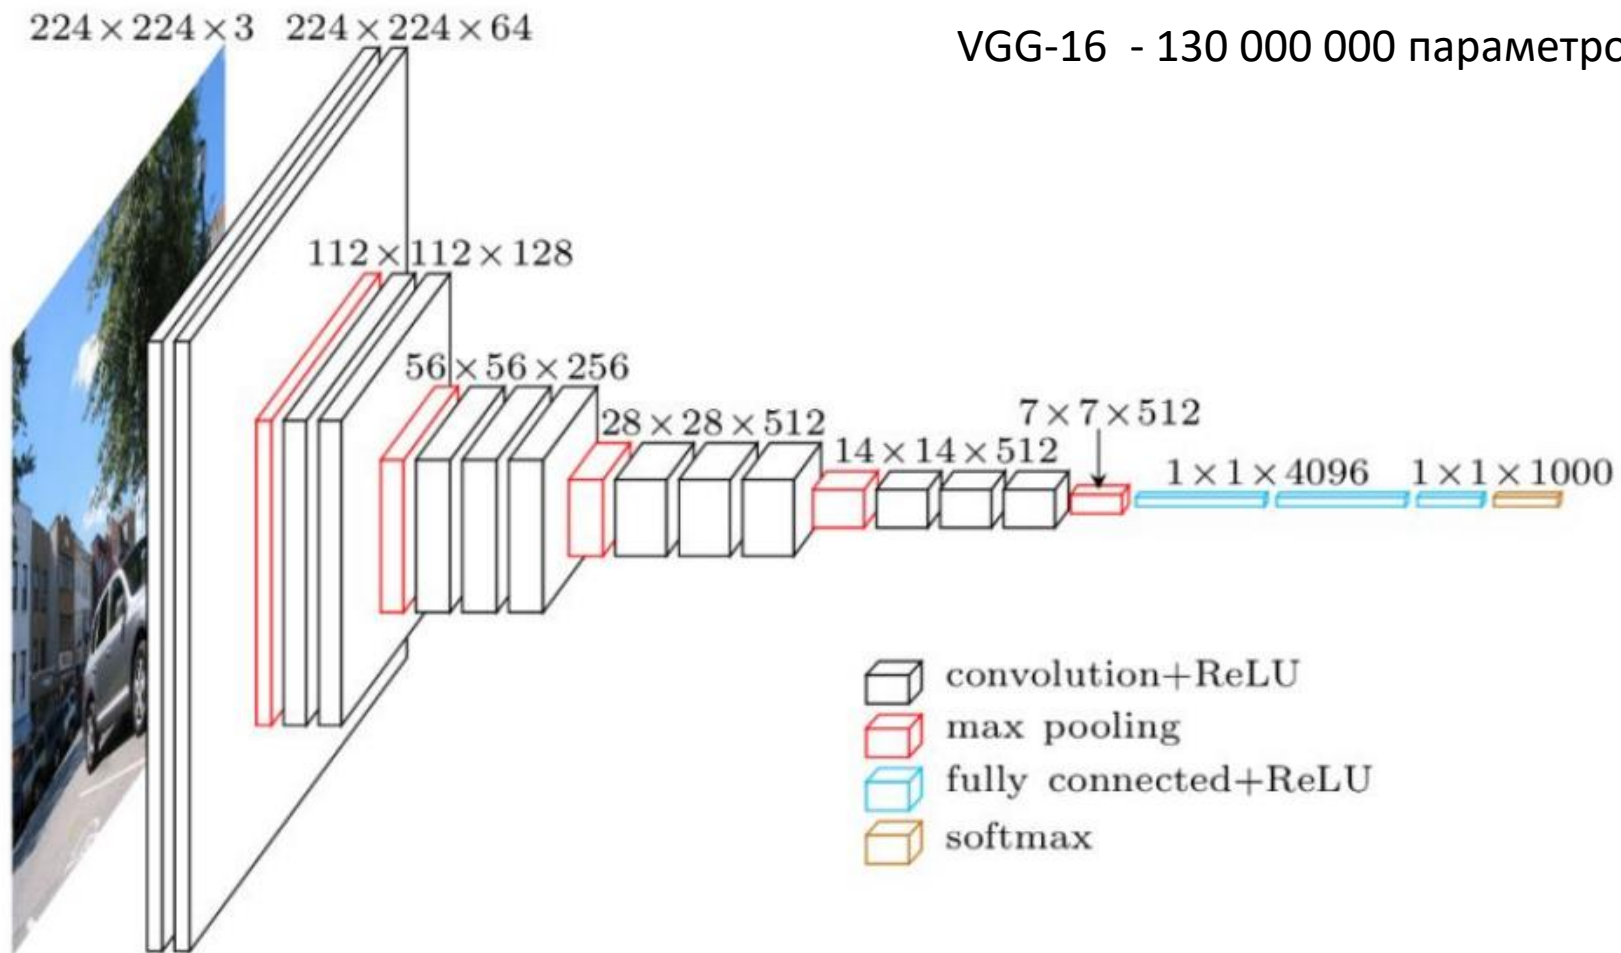 224×224×3 224×224×64
VGG-16 - 130 000 000 параметро
112×112×128
56×56×256
28×28×512
14×14×512
7×7×512
1×1×4096
1×1×1000
convolution+ReLU
max pooling
fully connected+ReLU
softmax